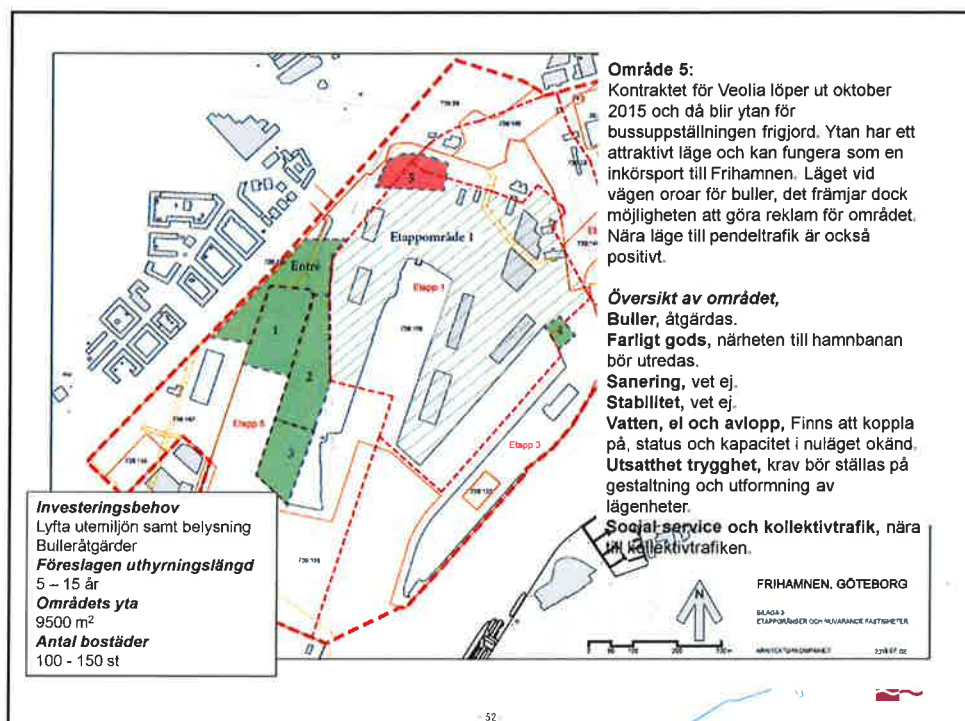 Område 5:
Kontraktet för Veolia löper ut oktober
2015 och då blir ytan för
bussuppställningen frigjord. Ytan har ett
attraktivt läge och kan fungera som en
inkörsport till Frihamnen. Läget vid
vägen oroar för buller, det främjar dock
möjligheten att göra reklam för området.
Nära läge till pendeltrafik är också
positivt.
Översikt av området,
Buller, åtgärdas.
Farligt gods, närheten till hamnbanan
bör utredas.
Sanering, vet ej.
Stabilitet, vet ej.
Vatten, el och avlopp, Finns att koppla
på, status och kapacitet i nuläget okänd.
Utsatthet trygghet, krav bör ställas på
gestaltning och utformning av
lägenheter.
Social service och kollektivtrafik, nära
till kollektivtrafiken.
5
Etappområde 1
Entré
Etapp 1
1
2
3
Etapp 5
Etapp 3
Investeringsbehov
Lyfta utemiljön samt belysning
Bulleråtgärder
Föreslagen uthyrningslängd
5 – 15 år
Områdets yta
9500 m²
Antal bostäder
100 - 150 st
FRIHAMNEN, GÖTEBORG
BILAGA 3
ETAPPGRÄNSER OCH NUVARANDE FASTIGHETER
N
ARKITEKTURKOMPANIET
- 52 -